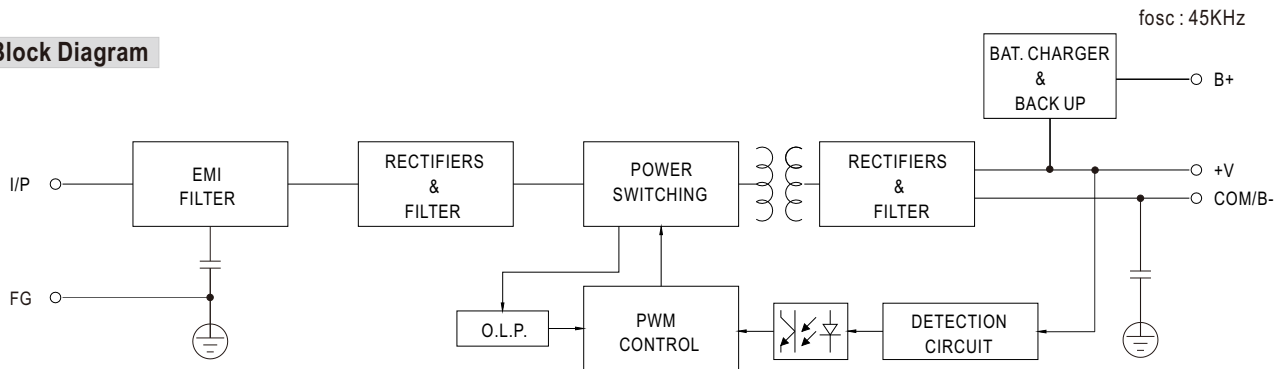 fosc : 45KHz
Block Diagram
BAT. CHARGER
&
BACK UP
B+
I/P
EMI
FILTER
RECTIFIERS
&
FILTER
POWER
SWITCHING
RECTIFIERS
&
FILTER
+V
COM/B-
FG
O.L.P.
PWM
CONTROL
DETECTION
CIRCUIT